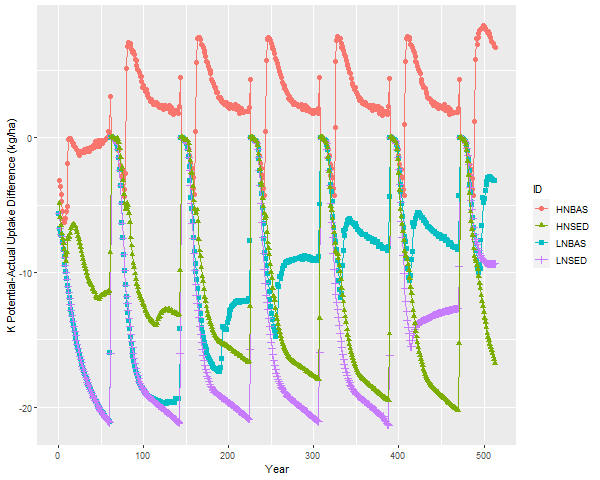 K Potential-Actual Uptake Difference (kg/ha)
0
-10
-20
0
100
200
300
400
500
Year
ID
HNBAS
HNSED
LNBAS
LNSED